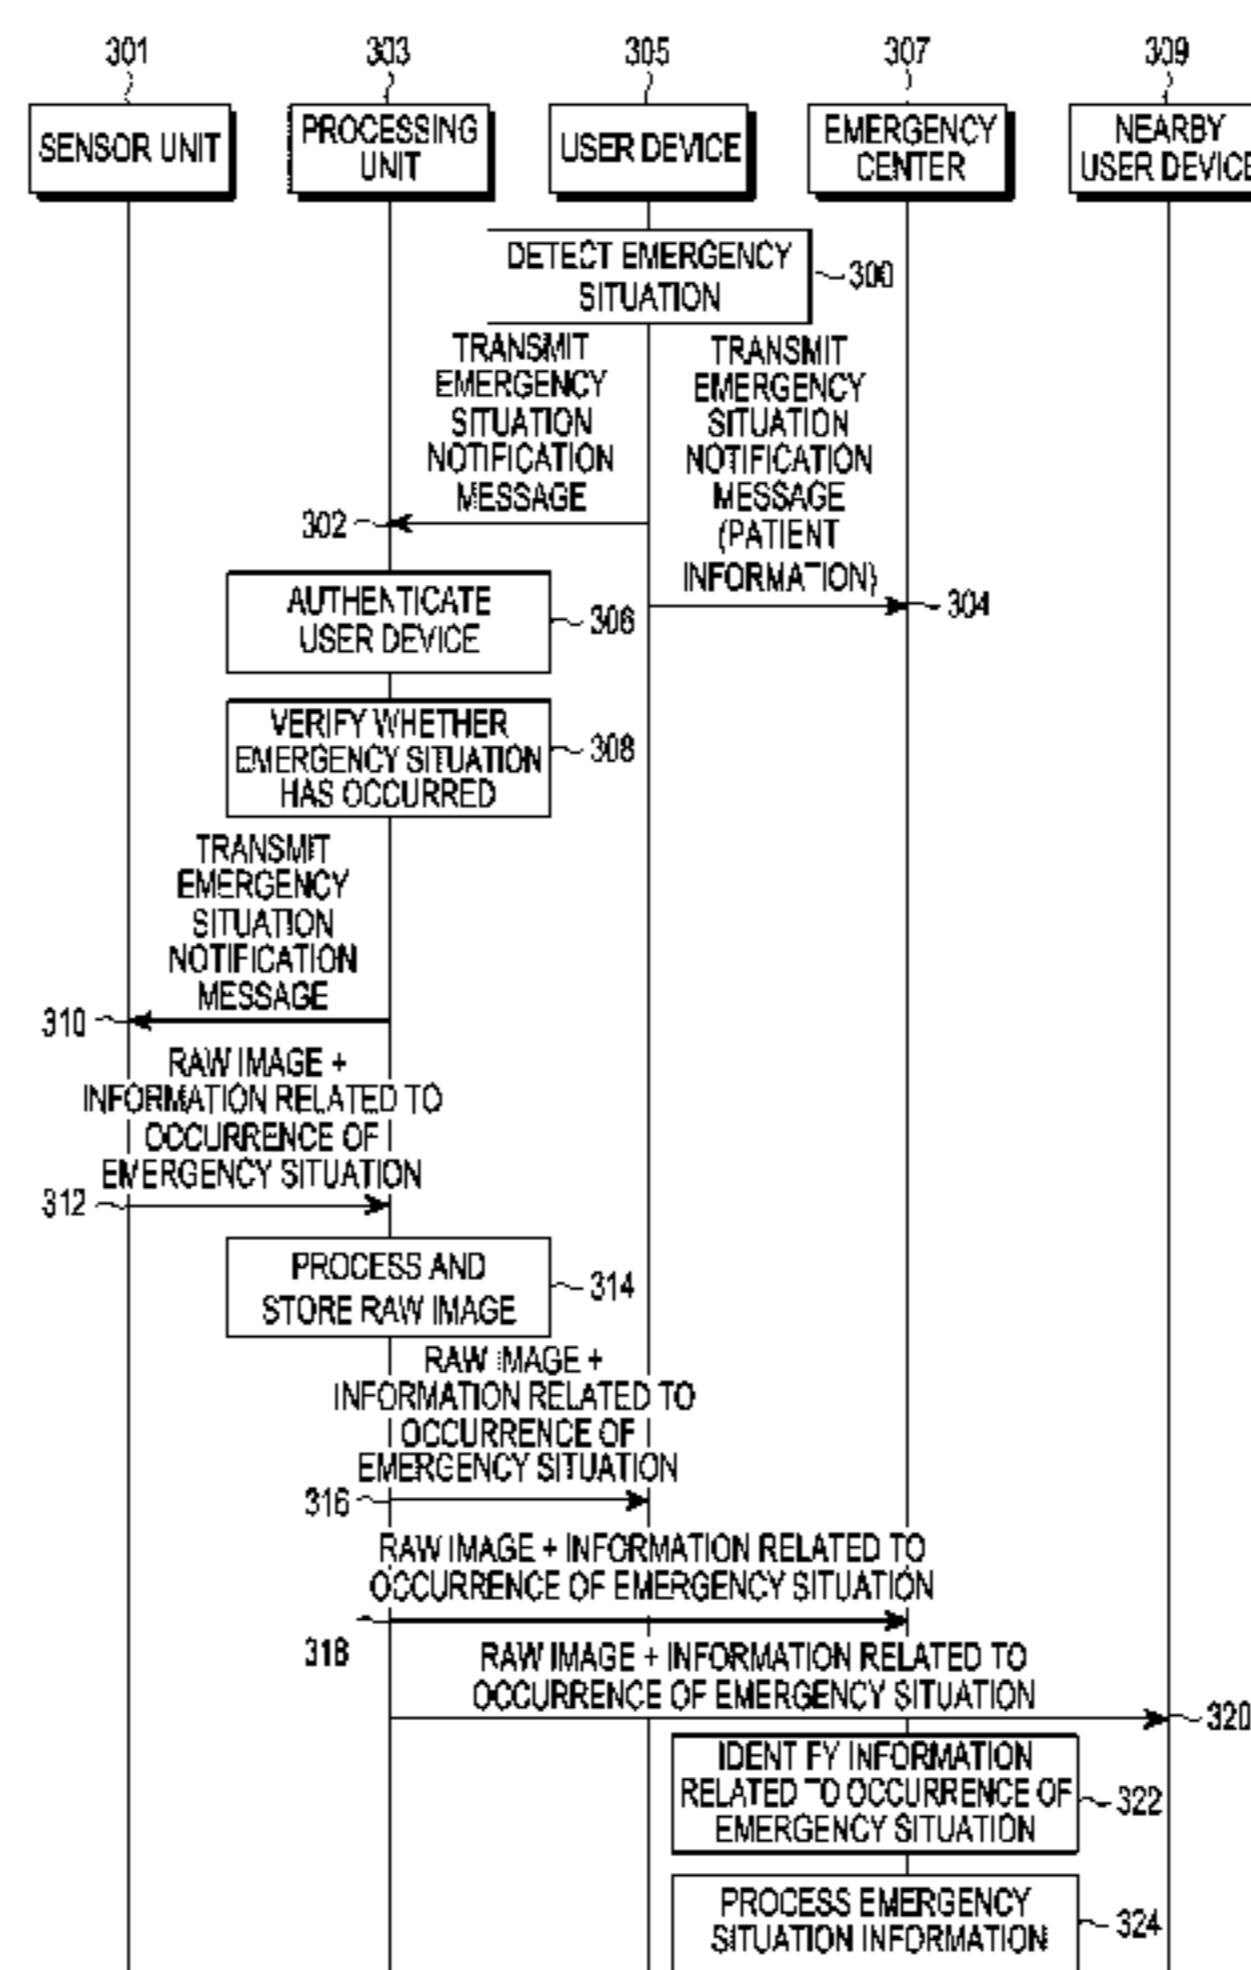 301
303
305
307
309
SENSOR UNIT
PROCESSING
UNIT
USER DEVICE
EMERGENCY
CENTER
NEARBY
USER DEVICE
DETECT EMERGENCY
SITUATION
300
TRANSMIT
EMERGENCY
SITUATION
NOTIFICATION
MESSAGE
302
TRANSMIT
EMERGENCY
SITUATION
NOTIFICATION
MESSAGE
(PATIENT
INFORMATION)
304
AUTHENTICATE
USER DEVICE
306
VERIFY WHETHER
EMERGENCY SITUATION
HAS OCCURRED
308
TRANSMIT
EMERGENCY
SITUATION
NOTIFICATION
MESSAGE
310
RAW IMAGE +
INFORMATION RELATED TO
OCCURRENCE OF
EMERGENCY SITUATION
312
PROCESS AND
STORE RAW IMAGE
314
RAW IMAGE +
INFORMATION RELATED TO
OCCURRENCE OF
EMERGENCY SITUATION
316
RAW IMAGE + INFORMATION RELATED TO
OCCURRENCE OF EMERGENCY SITUATION
318
RAW IMAGE + INFORMATION RELATED TO
OCCURRENCE OF EMERGENCY SITUATION
320
IDENTIFY INFORMATION
RELATED TO OCCURRENCE OF
EMERGENCY SITUATION
322
PROCESS EMERGENCY
SITUATION INFORMATION
324